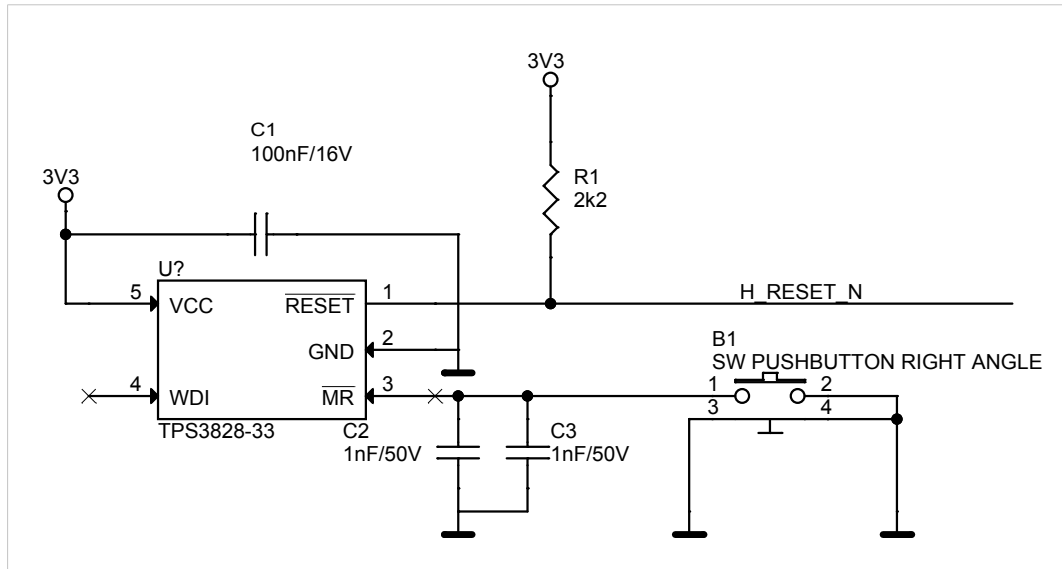 3V3
C1
100nF/16V
3V3
R1
2k2
U?
5
VCC
RESET
1
H_RESET_N
GND
2
B1
SW PUSHBUTTON RIGHT ANGLE
4
WDI
MR
3
1
2
3
4
TPS3828-33
C2
1nF/50V
C3
1nF/50V